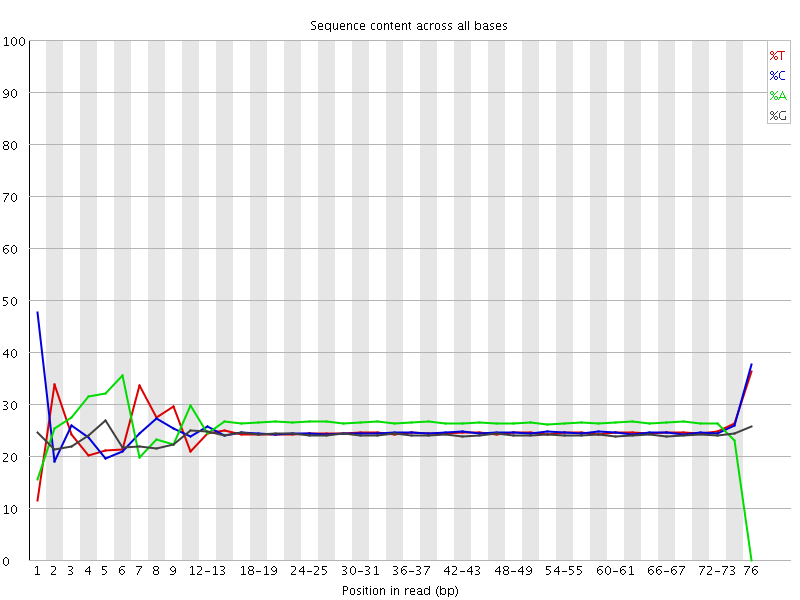 Sequence content across all bases
100
90
80
70
60
50
40
30
20
10
0
%T
%C
%A
%G
1 2 3 4 5 6 7 8 9 12-13 18-19 24-25 30-31 36-37 42-43 48-49 54-55 60-61 66-67 72-73 76
Position in read (bp)